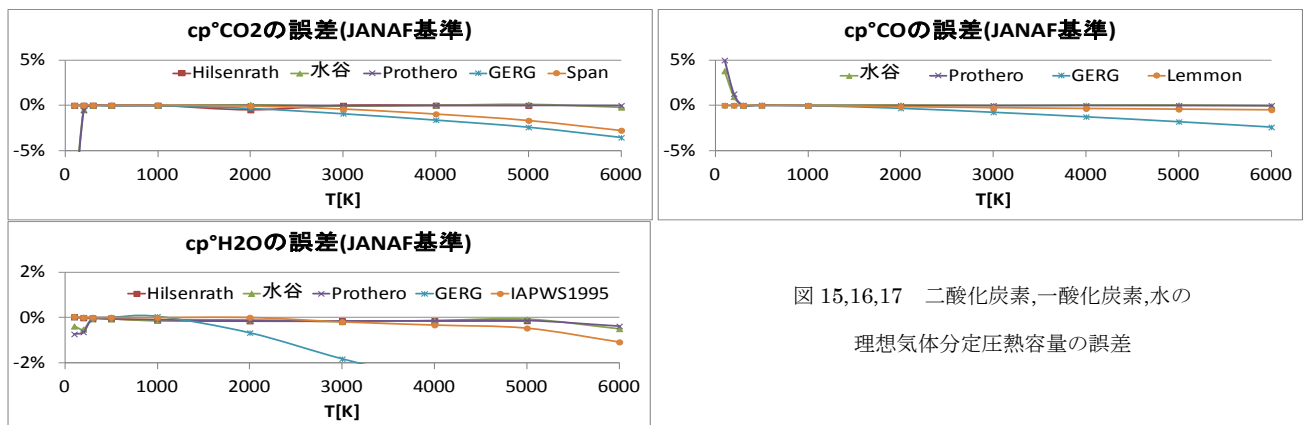 cp°CO2の誤差(JANAF基準)
5%
Hilsenrath 水谷 Prothero GERG Span
0%
-5%
0 1000 2000 3000 4000 5000 6000
T[K]
cp°COの誤差(JANAF基準)
5%
水谷 Prothero GERG Lemmon
0%
-5%
0 1000 2000 3000 4000 5000 6000
T[K]
cp°H2Oの誤差(JANAF基準)
2%
Hilsenrath 水谷 Prothero GERG IAPWS1995
0%
-2%
0 1000 2000 3000 4000 5000 6000
T[K]
図 15,16,17 二酸化炭素,一酸化炭素,水の
理想気体分定圧熱容量の誤差